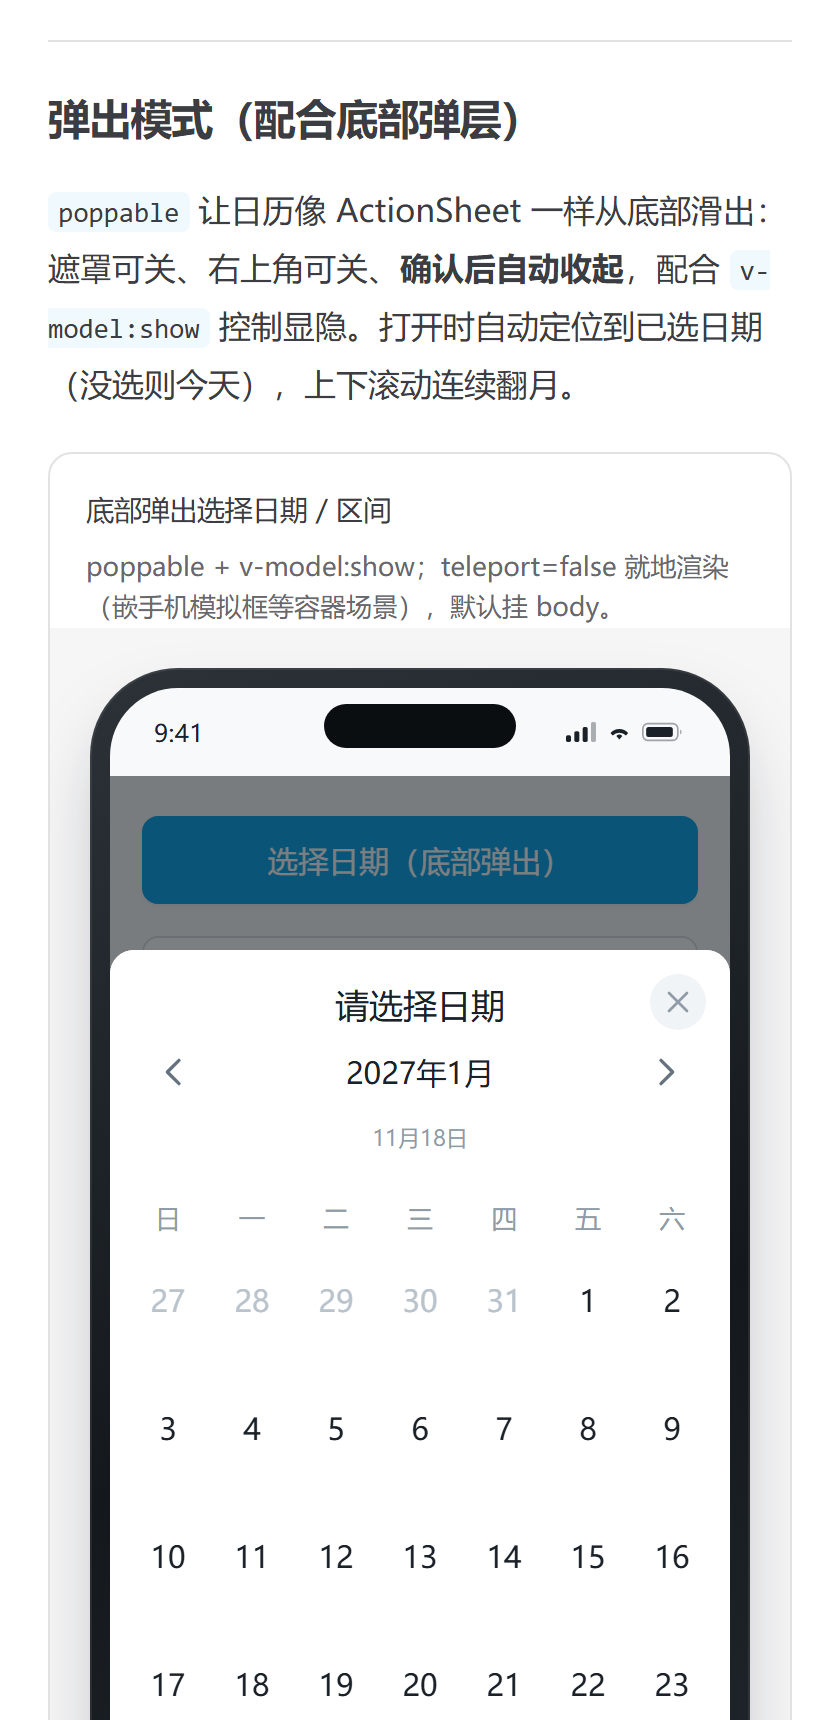 弹出模式（配合底部弹层）
poppable 让日历像 ActionSheet 一样从底部滑出：
遮罩可关、右上角可关、确认后自动收起，配合 v-
model:show 控制显隐。打开时自动定位到已选日期
（没选则今天），上下滚动连续翻月。
底部弹出选择日期 / 区间
poppable + v-model:show；teleport=false 就地渲染
（嵌手机模拟框等容器场景），默认挂 body。
9:41
选择日期（底部弹出）
请选择日期
2027年1月
11月18日
日 一 二 三 四 五 六
27 28 29 30 31 1 2
3 4 5 6 7 8 9
10 11 12 13 14 15 16
17 18 19 20 21 22 23